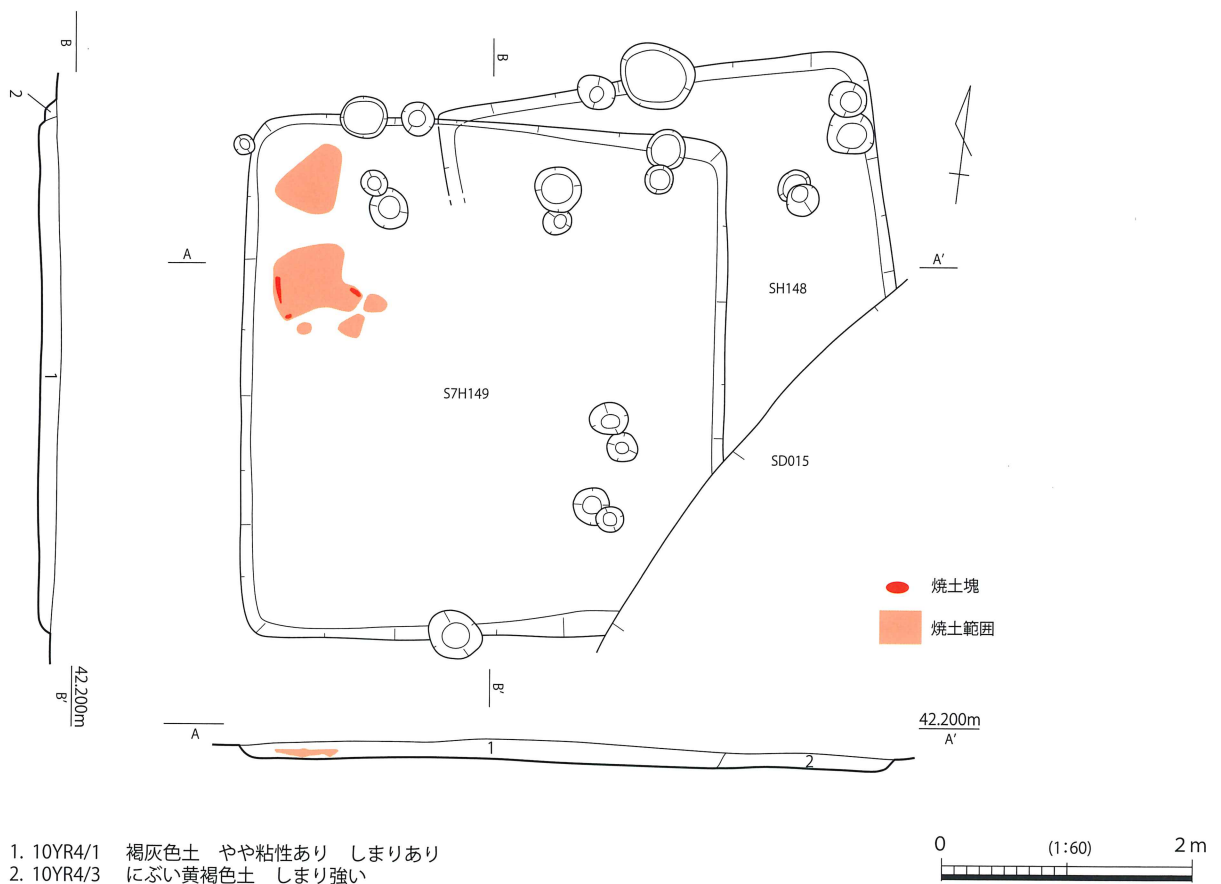 B
2
1
42.200m
B'
B
A
A'
SH148
S7H149
SD015
焼土塊
焼土範囲
B'
A
1
2
42.200m
A'
1. 10YR4/1 褐灰色土 やや粘性あり しまりあり
2. 10YR4/3 にぶい黄褐色土 しまり強い
0 (1:60) 2 m